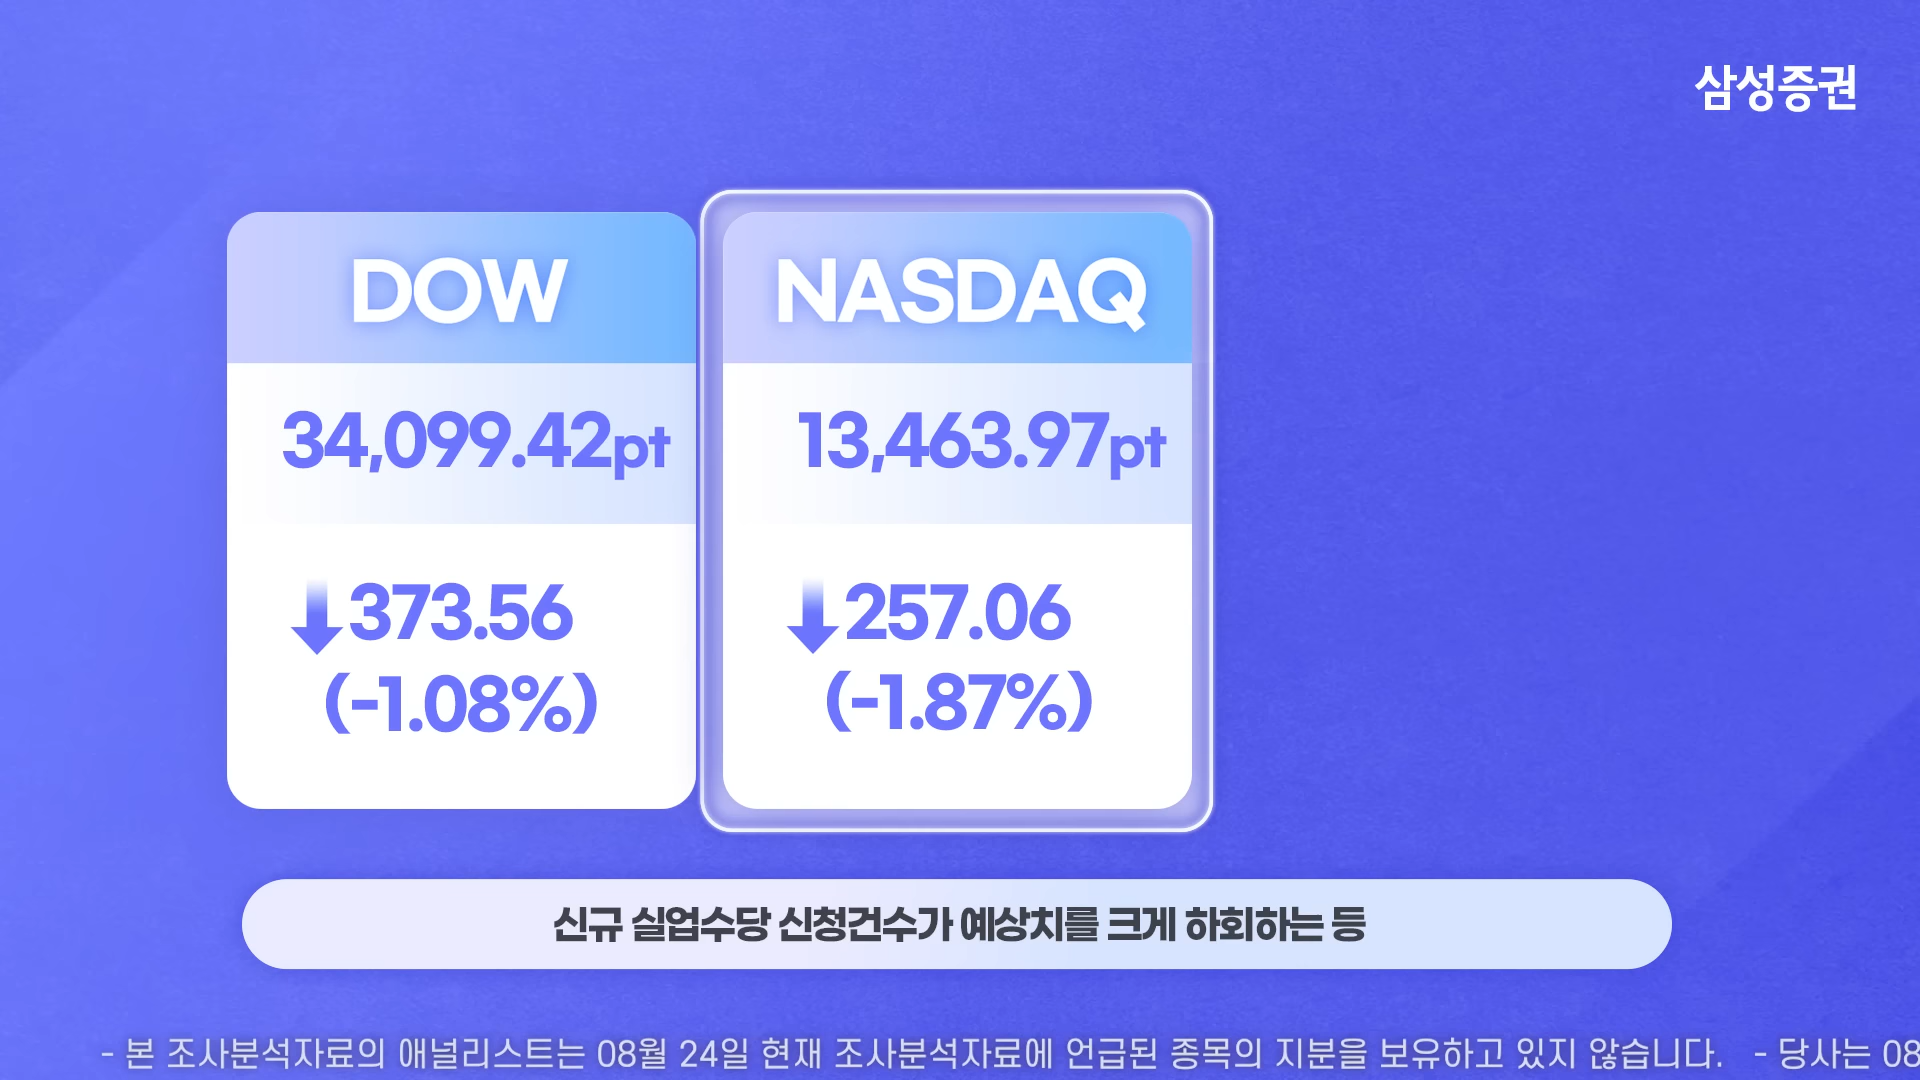 삼성증권
DOW
34,099.42pt
↓373.56
(-1.08%)
NASDAQ
13,463.97pt
↓257.06
(-1.87%)
신규 실업수당 신청건수가 예상치를 크게 하회하는 등
- 본 조사분석자료의 애널리스트는 08월 24일 현재 조사분석자료에 언급된 종목의 지분을 보유하고 있지 않습니다. - 당사는 08